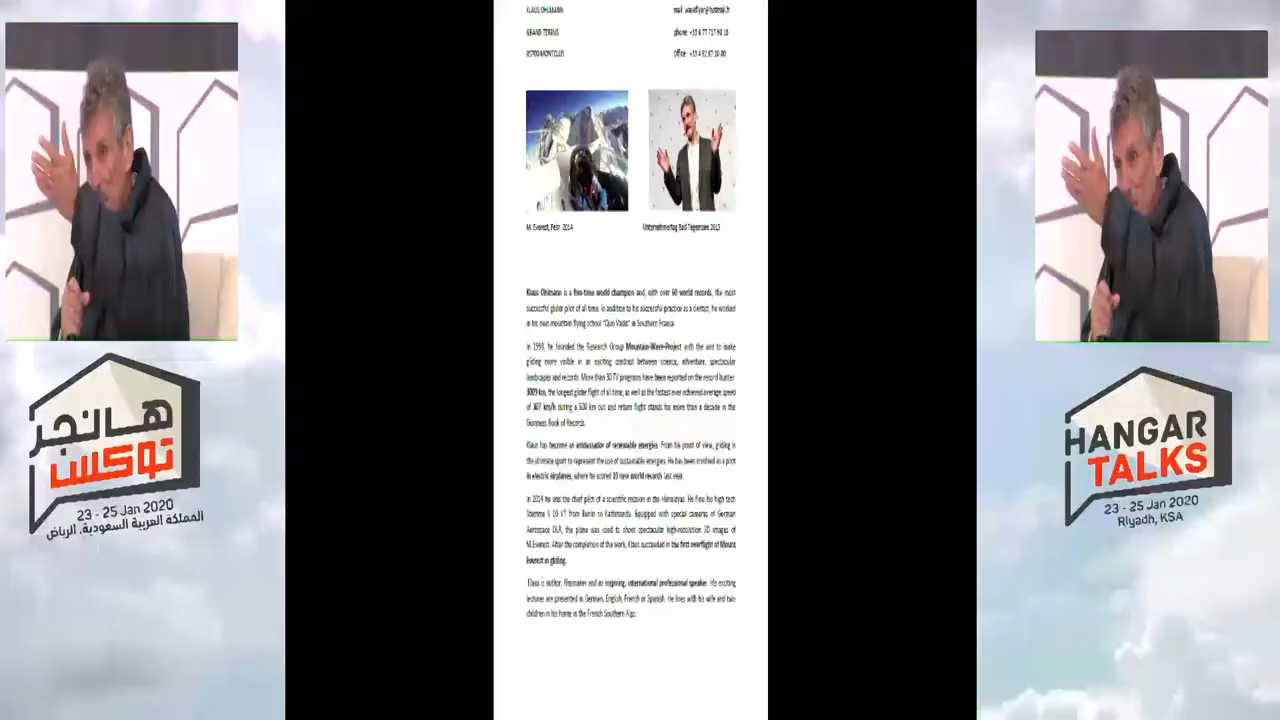 KLAUS OHLMANN
mail: waveflyor@hotmail.fr
GRAND TERRUS
phone: +33 6 77 717 98 16
05700 MONTCLUS
Office: +33 4 92 87 10 00
M. Everest, Febr. 2014
Unternehmertag Bad Tegernsee 2015
Klaus Ohlmann is a five-time world champion and, with over 60 world records, the most
successful glider pilot of all time. In addition to his successful practice as a dentist, he worked
in his own mountain flying school "Quo Vadis" in Southern France
In 1998, he founded the Research Group Mountain-Wave-Project with the aim to make
gliding more visible in an exciting contrast between science, adventure, spectacular
landscapes and records. More than 30 TV programs have been reported on the record hunter.
3009 km, the longest glider flight of all time, as well as the fastest ever achieved average speed
of 307 km/h during a 500 km out and return flight stands for more than a decade in the
Guinness Book of Records.
Klaus has become an ambassador of renewable energies. From his point of view, gliding is
the ultimate sport to represent the use of sustainable energies. He has been involved as a pilot
in electric airplanes, where he scored 10 new world records last year.
In 2014 he was the chief pilot of a scientific mission in the Himalayas. He flew his high tech
Stemme S 10 VT from Berlin to Kathmandu. Equipped with special cameras of German
Aerospace DLR, the plane was used to shoot spectacular high-resolution 3D images of
M.Everest. After the completion of the work, Klaus succeeded in the first overflight of Mount
Everest in gliding.
Klaus is author, filmmaker and an inspiring, international professional speaker. His exciting
lectures are presented in German, English, French or Spanish. He lives with his wife and two
children in his home in the French Southern Alps.
هانجر
توكس
23 - 25 Jan 2020
المملكة العربية السعودية، الرياض
HANGAR
TALKS
23 - 25 Jan 2020
Riyadh, KSA